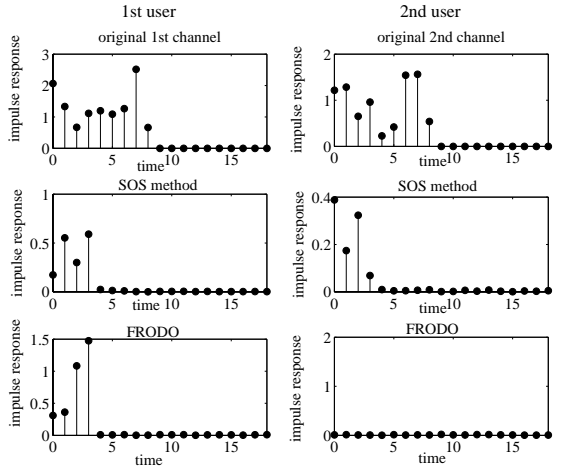 1st user
2nd user
original 1st channel
original 2nd channel
impulse response
3
2
1
0
0 5 10 15
time
impulse response
2
1
0
0 5 10 15
time
SOS method
SOS method
impulse response
1
0.5
0
0 5 10 15
time
impulse response
0.4
0.2
0
0 5 10 15
time
FRODO
FRODO
impulse response
1.5
1
0.5
0
0 5 10 15
time
impulse response
2
1
0
0 5 10 15
time